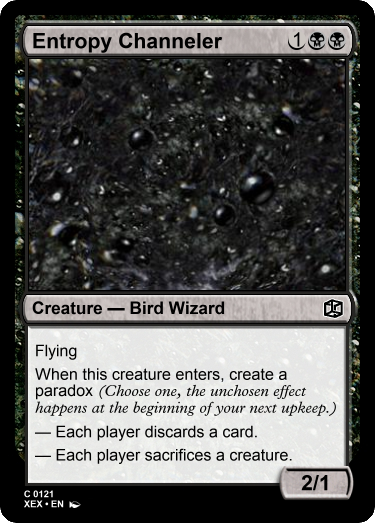 Entropy Channeler 1
Creature — Bird Wizard
Flying
When this creature enters, create a
paradox (Choose one, the unchosen effect
happens at the beginning of your next upkeep.)
— Each player discards a card.
— Each player sacrifices a creature.
2/1
C 0121
XEX • EN